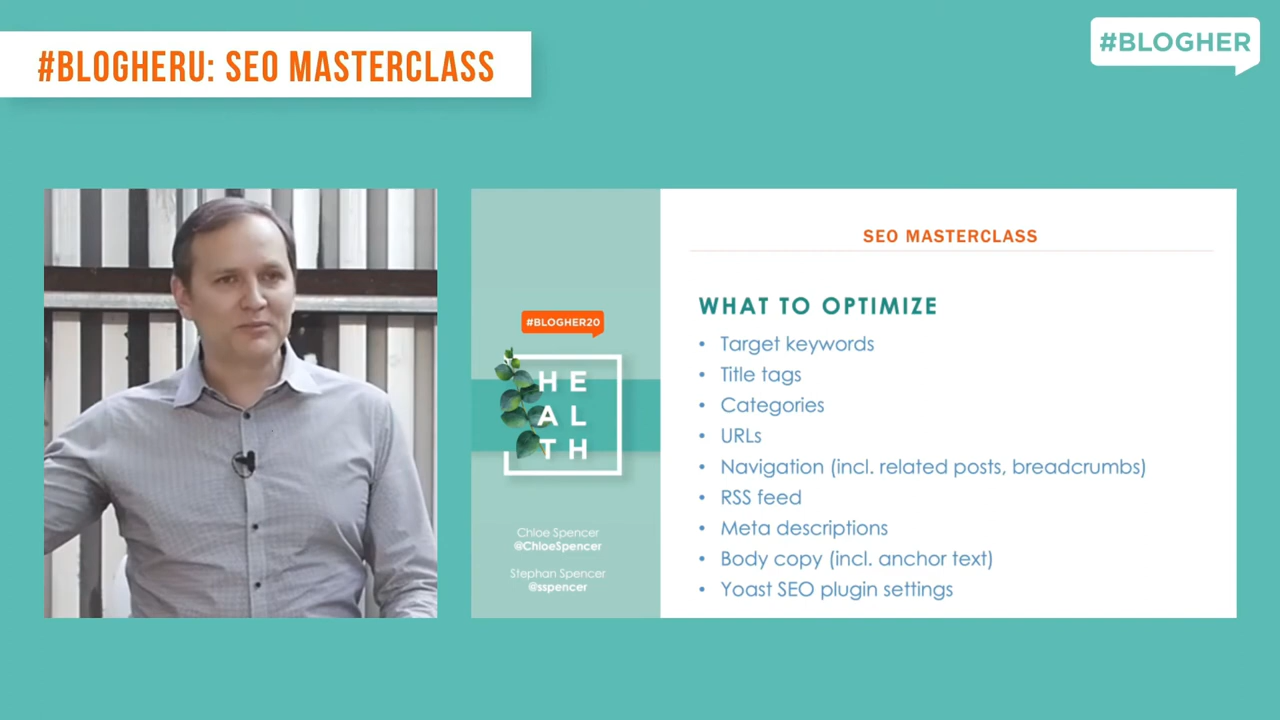 #BLOGHERU: SEO MASTERCLASS
#BLOGHER
#BLOGHER20
HE
AL
TH
Chloe Spencer
@ChloeSpencer
Stephan Spencer
@sspencer
SEO MASTERCLASS
WHAT TO OPTIMIZE
• Target keywords
• Title tags
• Categories
• URLs
• Navigation (incl. related posts, breadcrumbs)
• RSS feed
• Meta descriptions
• Body copy (incl. anchor text)
• Yoast SEO plugin settings